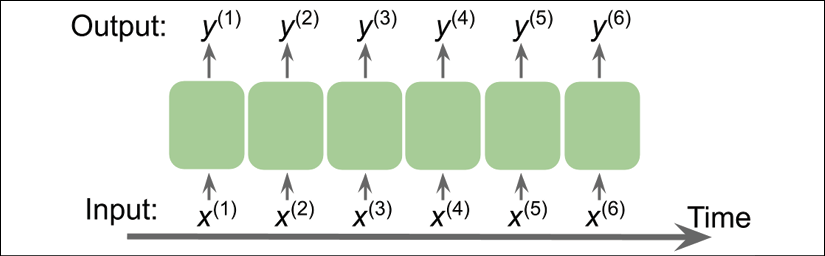 Output: y(1) y(2) y(3) y(4) y(5) y(6)
Input: x(1) x(2) x(3) x(4) x(5) x(6) Time